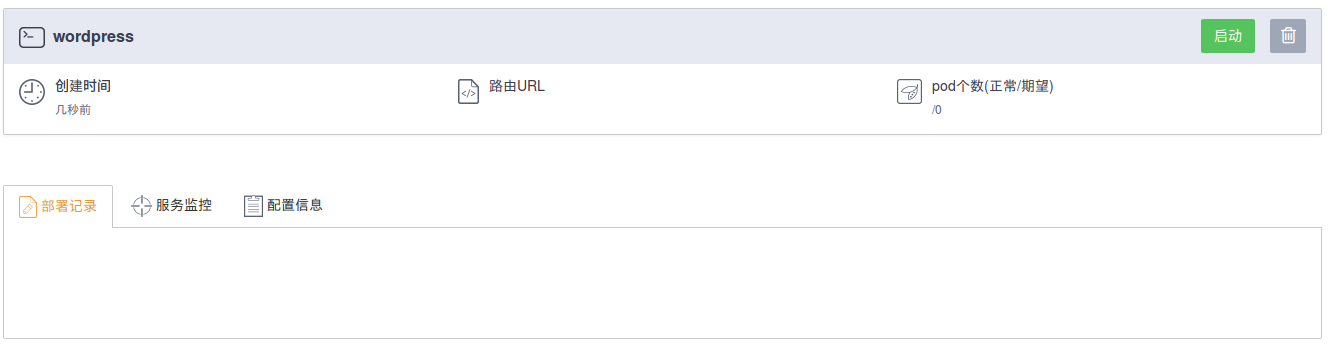 wordpress
启动
创建时间
几秒前
路由URL
pod个数(正常/期望)
/0
部署记录
服务监控
配置信息